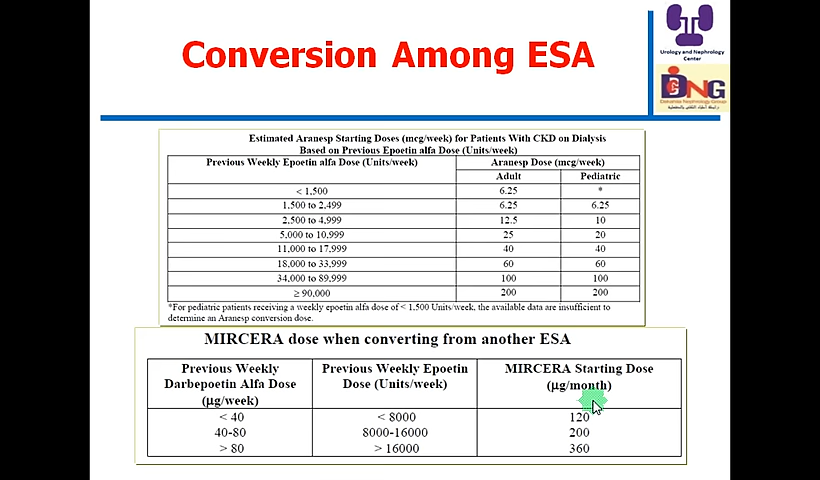 Conversion Among ESA
Urology and Nephrology
Center
Estimated Aranesp Starting Doses (mcg/week) for Patients With CKD on Dialysis
Based on Previous Epoetin alfa Dose (Units/week)
Previous Weekly Epoetin alfa Dose (Units/week) Aranesp Dose (mcg/week)
Adult Pediatric
< 1,500 6.25 *
1,500 to 2,499 6.25 6.25
2,500 to 4,999 12.5 10
5,000 to 10,999 25 20
11,000 to 17,999 40 40
18,000 to 33,999 60 60
34,000 to 89,999 100 100
≥ 90,000 200 200
*For pediatric patients receiving a weekly epoetin alfa dose of < 1,500 Units/week, the available data are insufficient to
determine an Aranesp conversion dose.
MIRCERA dose when converting from another ESA
Previous Weekly Previous Weekly Epoetin MIRCERA Starting Dose
Darbepoetin Alfa Dose Dose (Units/week) (µg/month)
(µg/week)
< 40 < 8000 120
40-80 8000-16000 200
> 80 > 16000 360